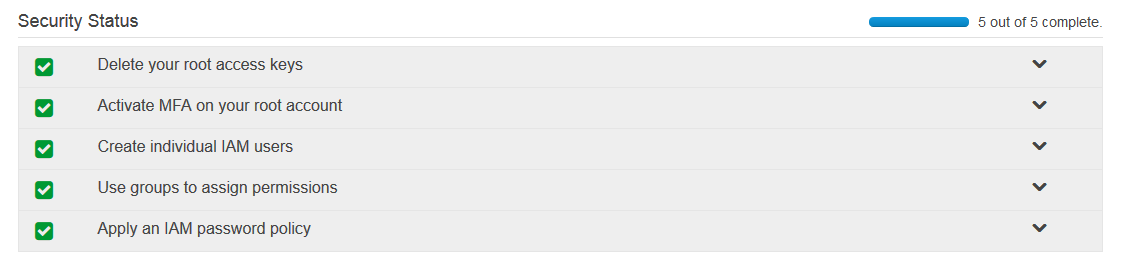 Security Status
5 out of 5 complete.
Delete your root access keys
Activate MFA on your root account
Create individual IAM users
Use groups to assign permissions
Apply an IAM password policy